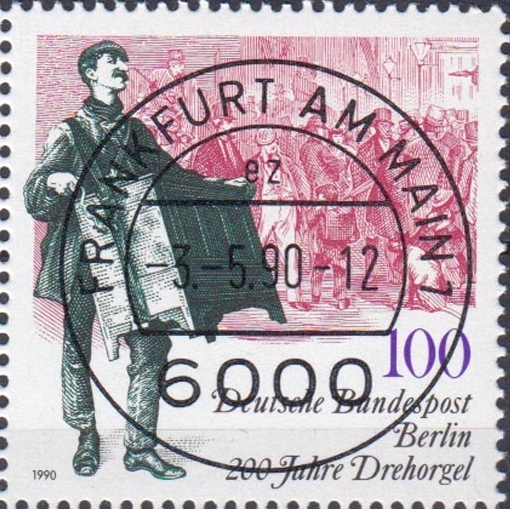 FRANKFURT AM MAIN 1
ez
-3.-5.90-12
6000
100
Deutsche Bundespost
Berlin
200 Jahre Drehorgel
1990